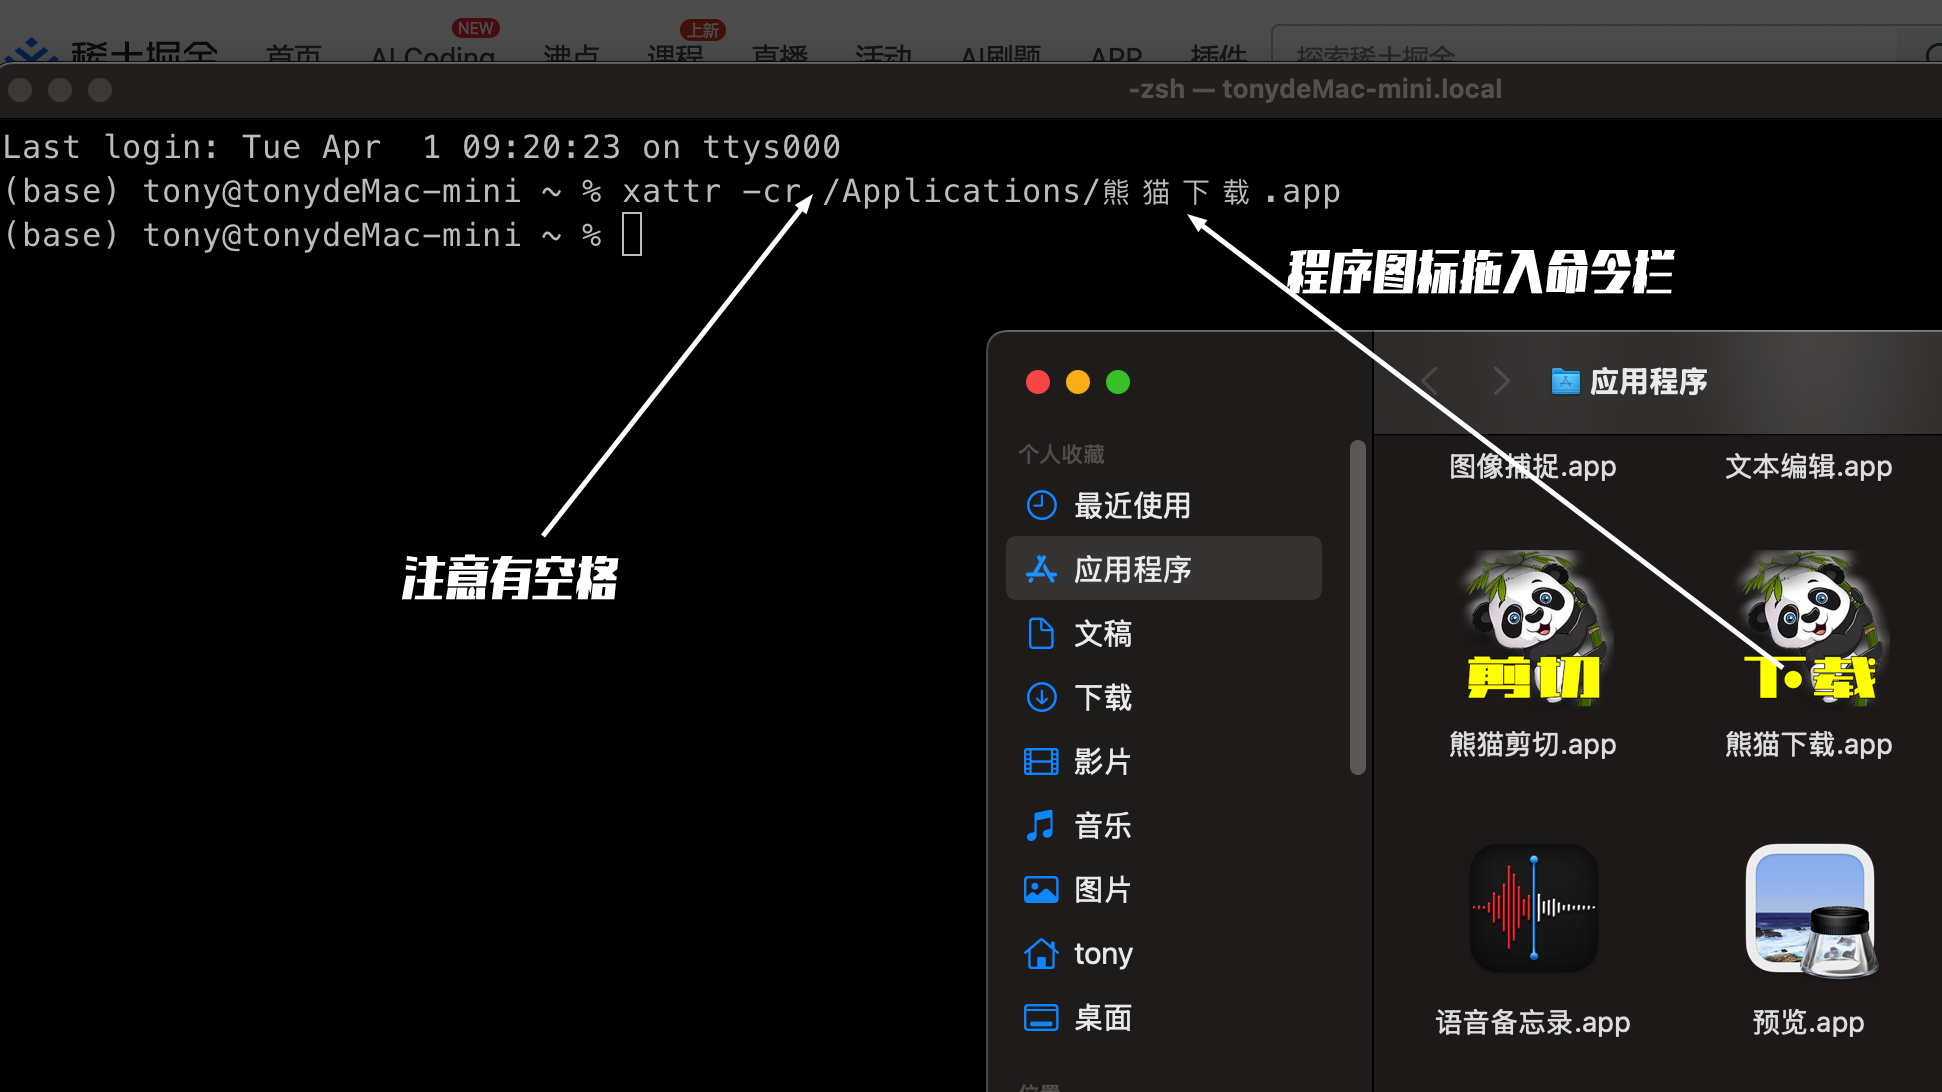 NEW
上新
稀土掘金 首页 AI Coding 沸点 课程 直播 活动 AI刷题 APP 插件 探索稀土掘金
-zsh — tonydeMac-mini.local
Last login: Tue Apr  1 09:20:23 on ttys000
(base) tony@tonydeMac-mini ~ % xattr -cr /Applications/熊猫下载.app
(base) tony@tonydeMac-mini ~ %
程序图标拖入命令栏
注意有空格
应用程序
个人收藏
最近使用
应用程序
文稿
下载
影片
音乐
图片
tony
桌面
位置
图像捕捉.app
文本编辑.app
剪切
下载
熊猫剪切.app
熊猫下载.app
语音备忘录.app
预览.app